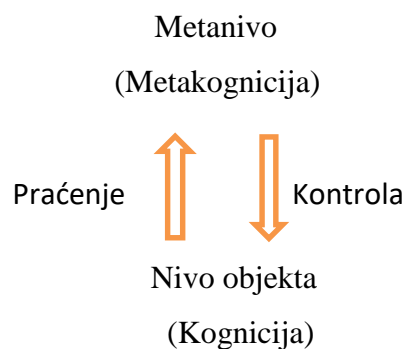 Metanivo
(Metakognicija)
Praćenje
Kontrola
Nivo objekta
(Kognicija)